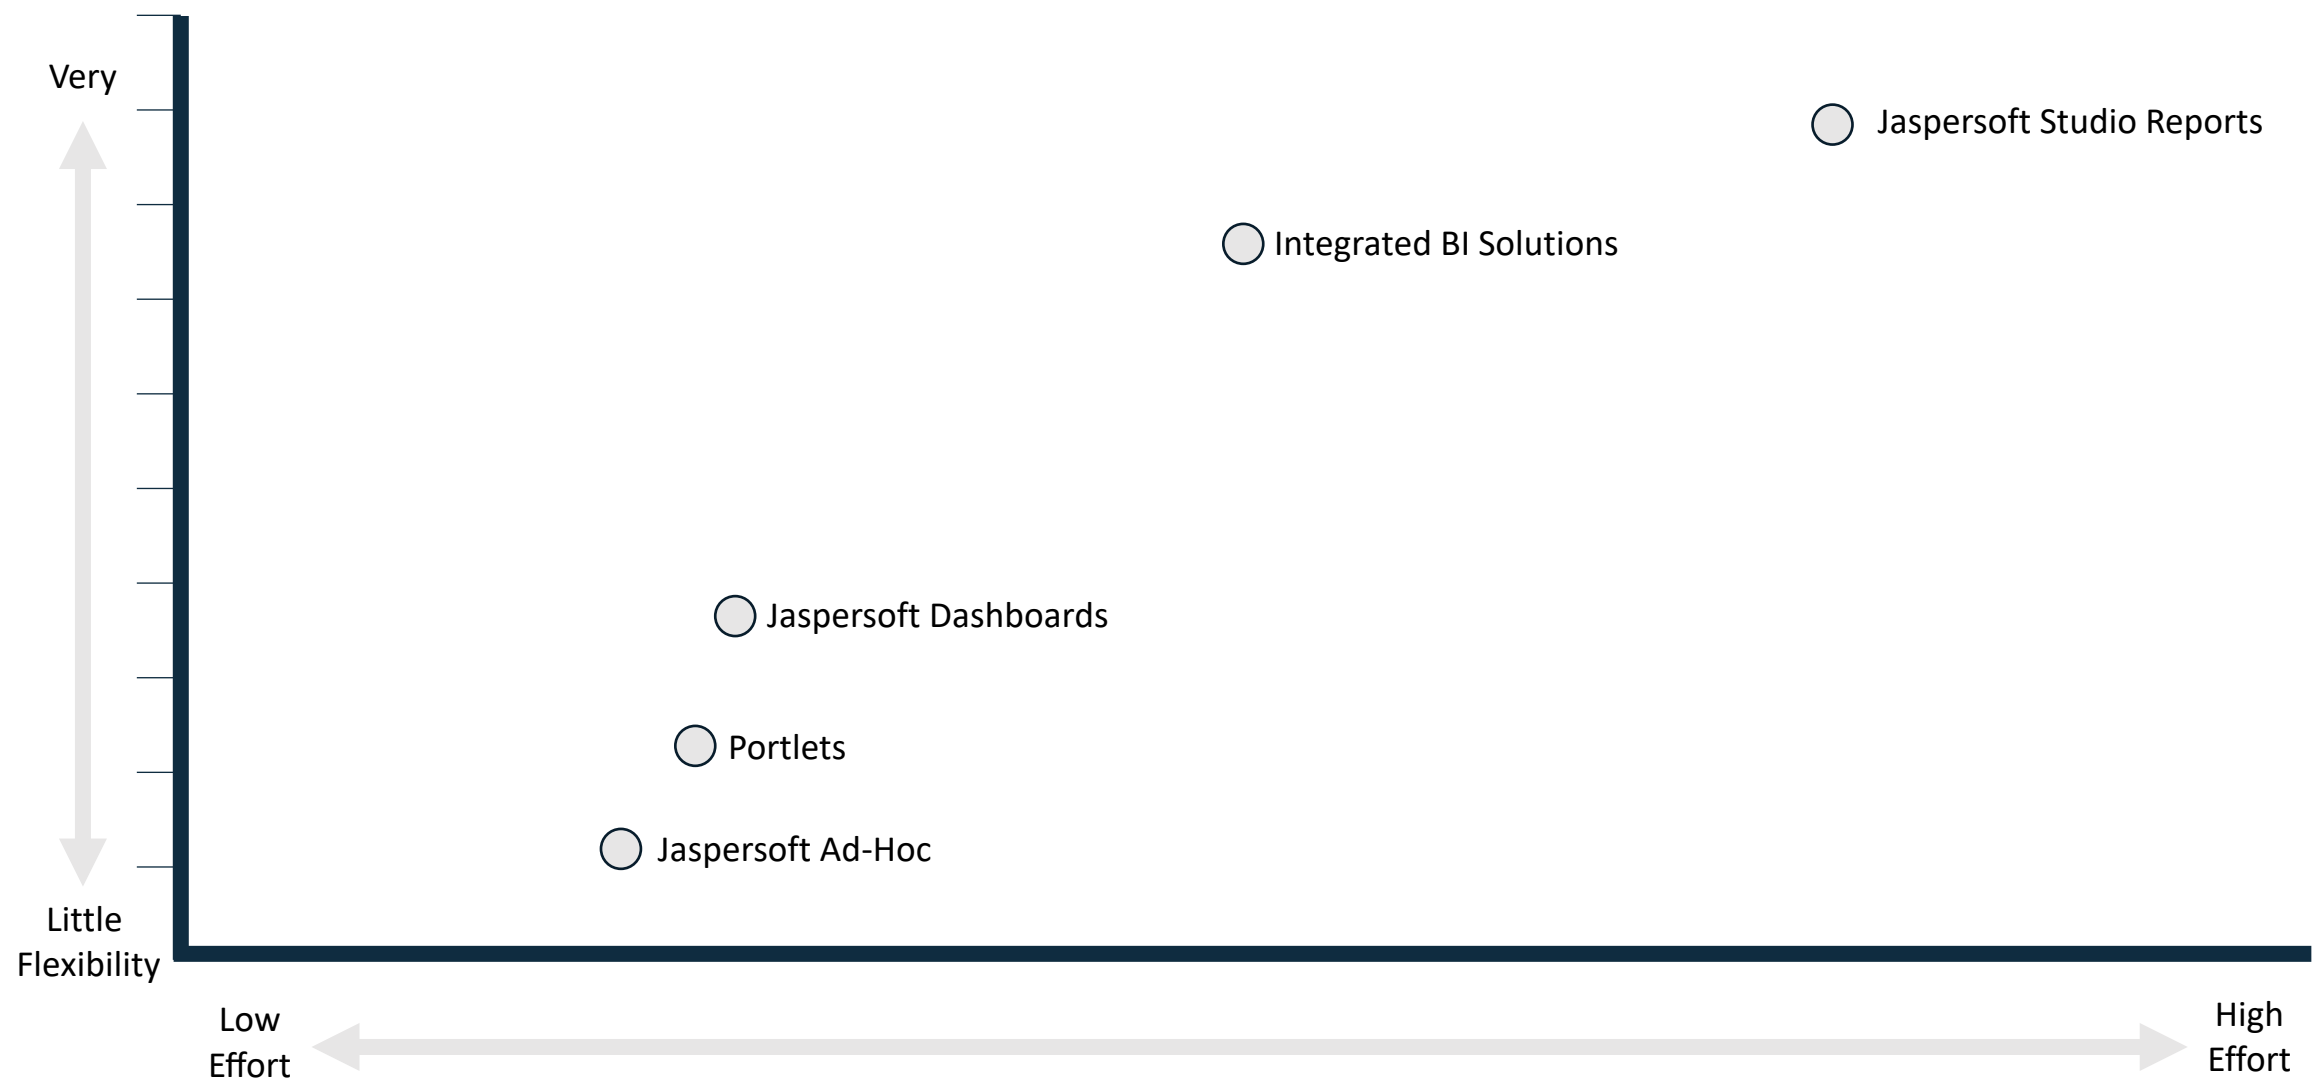 Very
Jaspersoft Studio Reports
Integrated BI Solutions
Jaspersoft Dashboards
Portlets
Jaspersoft Ad-Hoc
Little
Flexibility
Low
Effort
High
Effort